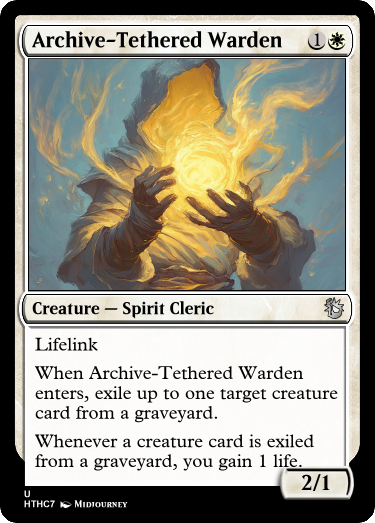 Archive-Tethered Warden 1
Creature — Spirit Cleric
Lifelink
When Archive-Tethered Warden
enters, exile up to one target creature
card from a graveyard.
Whenever a creature card is exiled
from a graveyard, you gain 1 life.
2/1
U
HTHC7 Midjourney